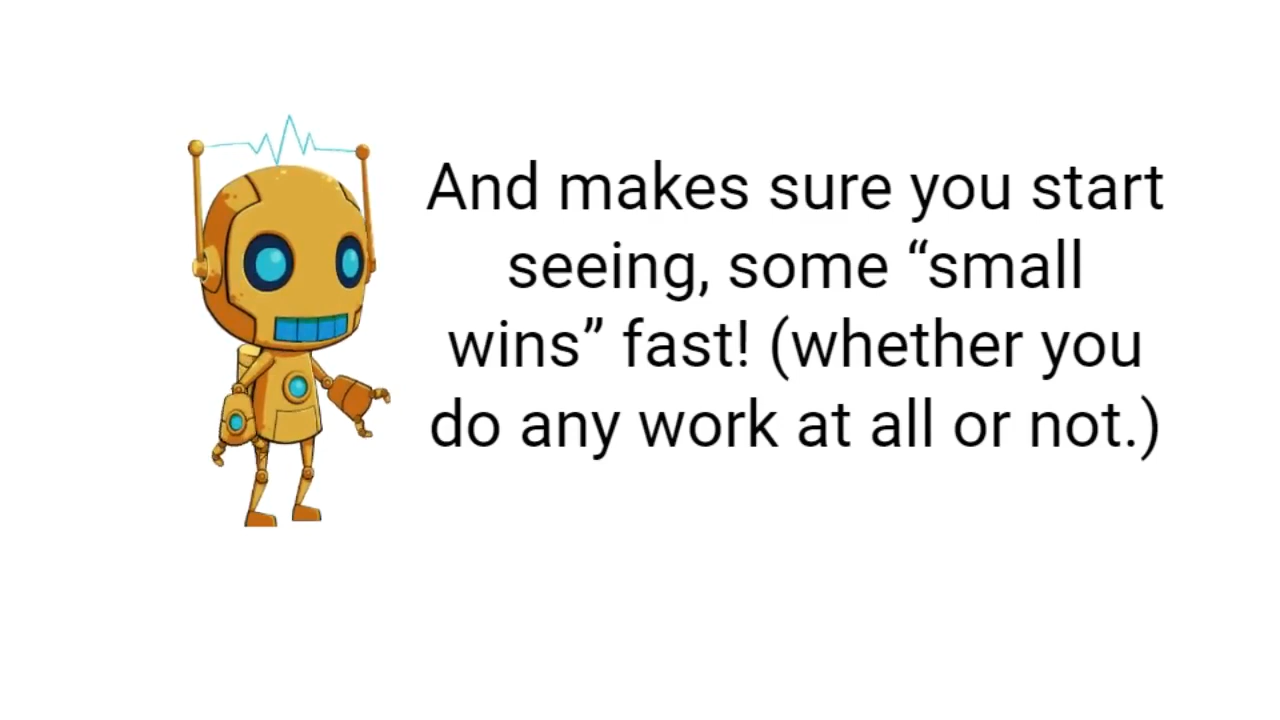 And makes sure you start
seeing, some “small
wins” fast! (whether you
do any work at all or not.)